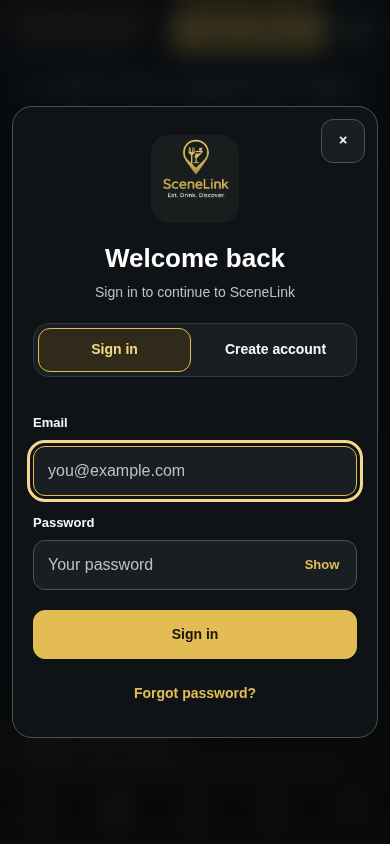 ×
SceneLink
Eat. Drink. Discover.
Welcome back
Sign in to continue to SceneLink
Sign in
Create account
Email
you@example.com
Password
Your password
Show
Sign in
Forgot password?